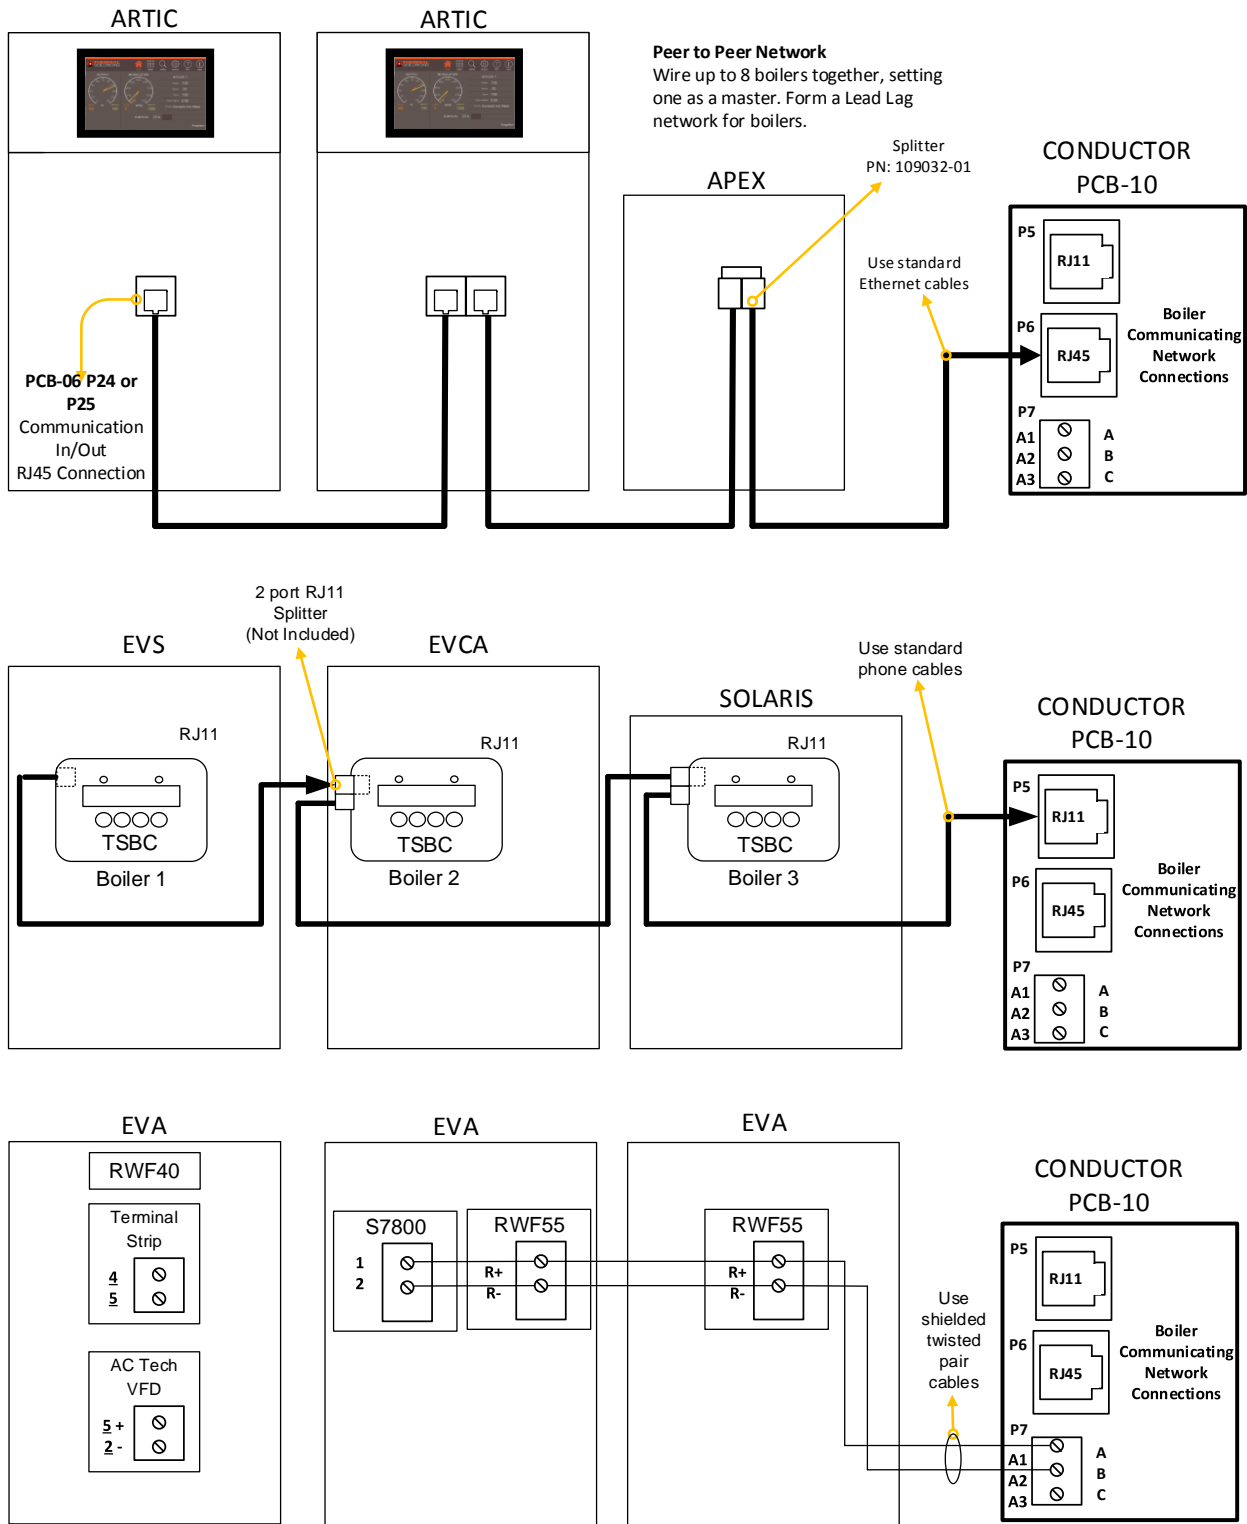 ARTIC
ARTIC
Peer to Peer Network
Wire up to 8 boilers together, setting
one as a master. Form a Lead Lag
network for boilers.
Splitter
PN: 109032-01
CONDUCTOR
PCB-10
APEX
P5
RJ11
Use standard
Ethernet cables
P6
RJ45
Boiler
Communicating
Network
Connections
PCB-06 P24 or
P25
Communication
In/Out
RJ45 Connection
P7
A1
A2
A3
A
B
C
2 port RJ11
Splitter
(Not Included)
EVS
EVCA
Use standard
phone cables
SOLARIS
CONDUCTOR
PCB-10
RJ11
RJ11
RJ11
TSBC
TSBC
TSBC
Boiler 1
Boiler 2
Boiler 3
P5
RJ11
P6
RJ45
Boiler
Communicating
Network
Connections
P7
A1
A2
A3
A
B
C
EVA
EVA
EVA
CONDUCTOR
PCB-10
RWF40
Terminal
Strip
4
5
AC Tech
VFD
5 +
2 -
S7800
1
2
RWF55
R+
R-
RWF55
R+
R-
Use
shielded
twisted
pair
cables
P5
RJ11
P6
RJ45
Boiler
Communicating
Network
Connections
P7
A1
A2
A3
A
B
C